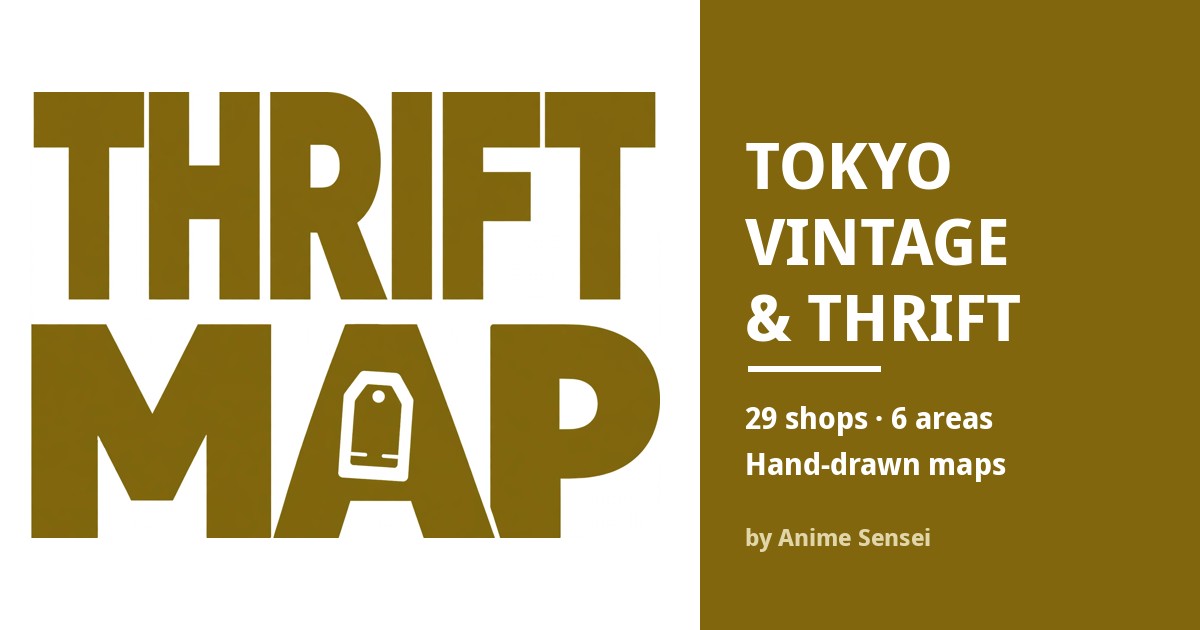 THRIFT
MAP
TOKYO
VINTAGE
& THRIFT
29 shops · 6 areas
Hand-drawn maps
by Anime Sensei